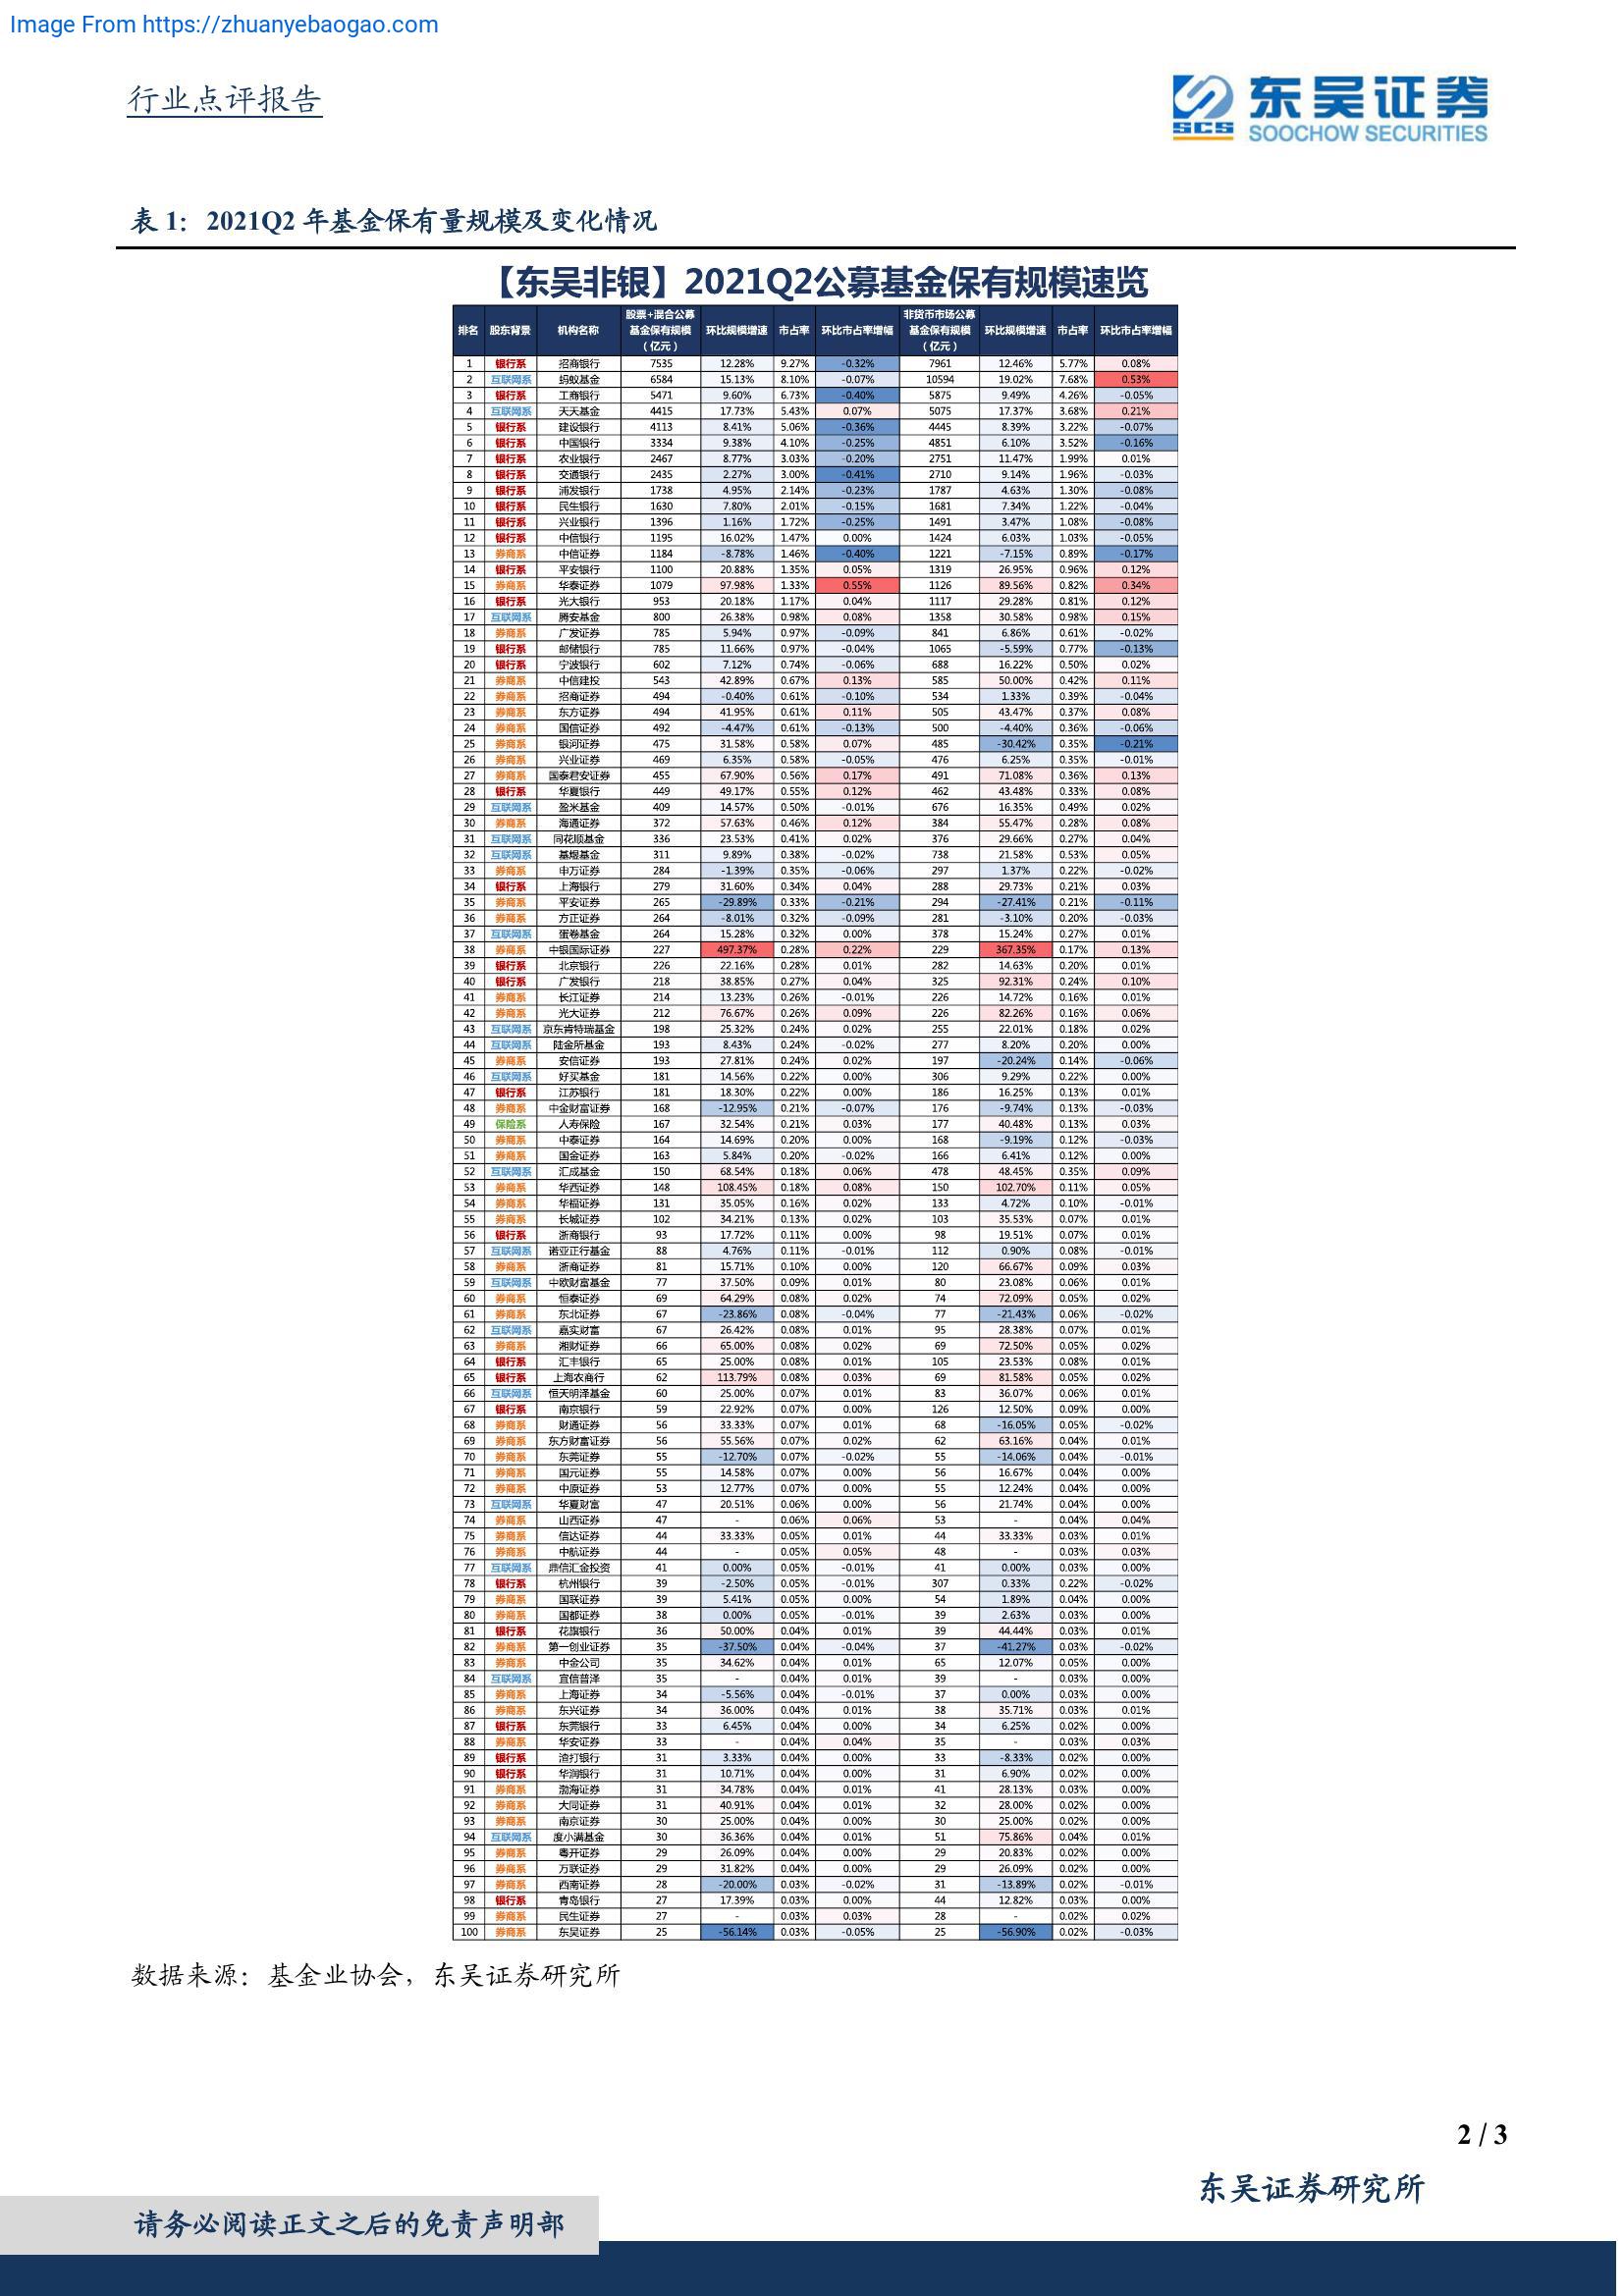 Image From https://zhuanyebaogao.com
行业点评报告
SCS 东吴证券
SOOCHOW SECURITIES
表 1：2021Q2 年基金保有量规模及变化情况
【东吴非银】2021Q2公募基金保有规模速览
排名 股东背景 机构名称 股票+混合公募基金保有规模（亿元） 环比规模增速 市占率 环比市占率增幅 非货币市场公募基金保有规模（亿元） 环比规模增速 市占率 环比市占率增幅
1 银行系 招商银行 7535 12.28% 9.27% -0.32% 7961 12.46% 5.77% 0.08%
2 互联网系 蚂蚁基金 6584 15.13% 8.10% -0.07% 10594 19.02% 7.68% 0.53%
3 银行系 工商银行 5471 9.60% 6.73% -0.40% 5875 9.49% 4.26% -0.05%
4 互联网系 天天基金 4415 17.73% 5.43% 0.07% 5075 17.37% 3.68% 0.21%
5 银行系 建设银行 4113 8.41% 5.06% -0.36% 4445 8.39% 3.22% -0.07%
6 银行系 中国银行 3334 9.38% 4.10% -0.25% 4851 6.10% 3.52% -0.16%
7 银行系 农业银行 2467 8.77% 3.03% -0.20% 2751 11.47% 1.99% 0.01%
8 银行系 交通银行 2435 2.27% 3.00% -0.41% 2710 9.14% 1.96% -0.03%
9 银行系 浦发银行 1738 4.95% 2.14% -0.23% 1787 4.63% 1.30% -0.08%
10 银行系 民生银行 1630 7.80% 2.01% -0.15% 1681 7.34% 1.22% -0.04%
11 银行系 兴业银行 1396 1.16% 1.72% -0.25% 1491 3.47% 1.08% -0.08%
12 银行系 中信银行 1195 16.02% 1.47% 0.00% 1424 6.03% 1.03% -0.05%
13 券商系 中信证券 1184 -8.78% 1.46% -0.40% 1221 -7.15% 0.89% -0.17%
14 银行系 平安银行 1100 20.88% 1.35% 0.05% 1319 26.95% 0.96% 0.12%
15 券商系 华泰证券 1079 97.98% 1.33% 0.55% 1126 89.56% 0.82% 0.34%
16 银行系 光大银行 953 20.18% 1.17% 0.04% 1117 29.28% 0.81% 0.12%
17 互联网系 腾安基金 800 26.38% 0.98% 0.08% 1358 30.58% 0.98% 0.15%
18 券商系 广发证券 785 5.94% 0.97% -0.09% 841 6.86% 0.61% -0.02%
19 银行系 邮储银行 785 11.66% 0.97% -0.04% 1065 -5.59% 0.77% -0.13%
20 银行系 宁波银行 602 7.12% 0.74% -0.06% 688 16.22% 0.50% 0.02%
21 券商系 中信建投 543 42.89% 0.67% 0.13% 585 50.00% 0.42% 0.11%
22 券商系 招商证券 494 -0.40% 0.61% -0.10% 534 1.33% 0.39% -0.04%
23 券商系 东方证券 494 41.95% 0.61% 0.11% 505 43.47% 0.37% 0.08%
24 券商系 国信证券 492 -4.47% 0.61% -0.13% 500 -4.40% 0.36% -0.06%
25 券商系 银河证券 475 31.58% 0.58% 0.07% 485 -30.42% 0.35% -0.21%
26 券商系 兴业证券 469 6.35% 0.58% -0.05% 476 6.25% 0.35% -0.01%
27 券商系 国泰君安证券 455 67.90% 0.56% 0.17% 491 71.08% 0.36% 0.13%
28 银行系 华夏银行 449 49.17% 0.55% 0.12% 462 43.48% 0.33% 0.08%
29 互联网系 盈米基金 409 14.57% 0.50% -0.01% 676 16.35% 0.49% 0.02%
30 券商系 海通证券 372 57.63% 0.46% 0.12% 384 55.47% 0.28% 0.08%
31 互联网系 同花顺基金 336 23.53% 0.41% 0.02% 376 29.66% 0.27% 0.04%
32 互联网系 基煜基金 311 9.89% 0.38% -0.02% 738 21.58% 0.53% 0.05%
33 券商系 申万证券 284 -1.39% 0.35% -0.06% 297 1.37% 0.22% -0.02%
34 银行系 上海银行 279 31.60% 0.34% 0.04% 288 29.73% 0.21% 0.03%
35 券商系 平安证券 265 -29.89% 0.33% -0.21% 294 -27.41% 0.21% -0.11%
36 券商系 方正证券 264 -8.01% 0.32% -0.09% 281 -3.10% 0.20% -0.03%
37 互联网系 蛋卷基金 264 15.28% 0.32% 0.00% 378 15.24% 0.27% 0.01%
38 券商系 中银国际证券 227 497.37% 0.28% 0.22% 229 367.35% 0.17% 0.13%
39 银行系 北京银行 226 22.16% 0.28% 0.01% 282 14.63% 0.20% 0.01%
40 银行系 广发银行 218 38.85% 0.27% 0.04% 325 92.31% 0.24% 0.10%
41 券商系 长江证券 214 13.23% 0.26% -0.01% 226 14.72% 0.16% 0.01%
42 券商系 光大证券 212 76.67% 0.26% 0.09% 226 82.26% 0.16% 0.06%
43 互联网系 京东肯特瑞基金 198 25.32% 0.24% 0.02% 255 22.01% 0.18% 0.02%
44 互联网系 陆金所基金 193 8.43% 0.24% -0.02% 277 8.20% 0.20% 0.00%
45 券商系 安信证券 193 27.81% 0.24% 0.02% 197 -20.24% 0.14% -0.06%
46 互联网系 好买基金 181 14.56% 0.22% 0.00% 306 9.29% 0.22% 0.00%
47 银行系 江苏银行 181 18.30% 0.22% 0.00% 186 16.25% 0.13% 0.01%
48 券商系 中金财富证券 168 -12.95% 0.21% -0.07% 176 -9.74% 0.13% -0.03%
49 保险系 人寿保险 167 32.54% 0.21% 0.03% 177 40.48% 0.13% 0.03%
50 券商系 中泰证券 164 14.69% 0.20% 0.00% 168 -9.19% 0.12% -0.03%
51 券商系 国金证券 163 5.84% 0.20% -0.02% 166 6.41% 0.12% 0.00%
52 互联网系 汇成基金 150 68.54% 0.18% 0.06% 478 48.45% 0.35% 0.09%
53 券商系 华西证券 148 108.45% 0.18% 0.08% 150 102.70% 0.11% 0.05%
54 券商系 华福证券 131 35.05% 0.16% 0.02% 133 4.72% 0.10% -0.01%
55 券商系 长城证券 102 34.21% 0.13% 0.02% 103 35.53% 0.07% 0.01%
56 银行系 浙商银行 93 17.72% 0.11% 0.00% 98 19.51% 0.07% 0.01%
57 互联网系 诺亚正行基金 88 4.76% 0.11% -0.01% 112 0.90% 0.08% -0.01%
58 券商系 浙商证券 81 15.71% 0.10% 0.00% 120 66.67% 0.09% 0.03%
59 互联网系 中欧财富基金 77 37.50% 0.09% 0.01% 80 23.08% 0.06% 0.01%
60 券商系 恒泰证券 69 64.29% 0.08% 0.02% 74 72.09% 0.05% 0.02%
61 券商系 东北证券 67 -23.86% 0.08% -0.04% 77 -21.43% 0.06% -0.02%
62 互联网系 嘉实财富 67 26.42% 0.08% 0.01% 95 28.38% 0.07% 0.01%
63 券商系 湘财证券 66 65.00% 0.08% 0.02% 69 72.50% 0.05% 0.02%
64 银行系 汇丰银行 65 25.00% 0.08% 0.01% 105 23.53% 0.08% 0.01%
65 银行系 上海农商行 62 113.79% 0.08% 0.03% 69 81.58% 0.05% 0.02%
66 互联网系 恒天明泽基金 60 25.00% 0.07% 0.01% 83 36.07% 0.06% 0.01%
67 银行系 南京银行 59 22.92% 0.07% 0.00% 126 12.50% 0.09% 0.00%
68 券商系 财通证券 56 33.33% 0.07% 0.01% 68 -16.05% 0.05% -0.02%
69 券商系 东方财富证券 56 55.56% 0.07% 0.02% 62 63.16% 0.04% 0.01%
70 券商系 东莞证券 55 -12.70% 0.07% -0.02% 55 -14.06% 0.04% -0.01%
71 券商系 国元证券 55 14.58% 0.07% 0.00% 56 16.67% 0.04% 0.00%
72 券商系 中原证券 53 12.77% 0.07% 0.00% 55 12.24% 0.04% 0.00%
73 互联网系 华夏财富 47 20.51% 0.06% 0.00% 56 21.74% 0.04% 0.00%
74 券商系 山西证券 47 - 0.06% 0.06% 53 - 0.04% 0.04%
75 券商系 信达证券 44 33.33% 0.05% 0.01% 44 33.33% 0.03% 0.01%
76 券商系 中航证券 44 - 0.05% 0.05% 48 - 0.03% 0.03%
77 互联网系 鼎信汇金投资 41 0.00% 0.05% -0.01% 41 0.00% 0.03% 0.00%
78 银行系 杭州银行 39 -2.50% 0.05% -0.01% 307 0.33% 0.22% -0.02%
79 券商系 国联证券 39 5.41% 0.05% 0.00% 54 1.89% 0.04% 0.00%
80 券商系 国都证券 38 0.00% 0.05% -0.01% 39 2.63% 0.03% 0.00%
81 银行系 花旗银行 36 50.00% 0.04% 0.01% 39 44.44% 0.03% 0.01%
82 券商系 第一创业证券 35 -37.50% 0.04% -0.04% 37 -41.27% 0.03% -0.02%
83 券商系 中金公司 35 34.62% 0.04% 0.01% 65 12.07% 0.05% 0.00%
84 互联网系 宜信普泽 35 - 0.04% 0.01% 39 - 0.03% 0.00%
85 券商系 上海证券 34 -5.56% 0.04% -0.01% 37 0.00% 0.03% 0.00%
86 券商系 东兴证券 34 36.00% 0.04% 0.01% 38 35.71% 0.03% 0.01%
87 银行系 东莞银行 33 6.45% 0.04% 0.00% 34 6.25% 0.02% 0.00%
88 券商系 华安证券 33 - 0.04% 0.04% 35 - 0.03% 0.03%
89 银行系 渣打银行 31 3.33% 0.04% 0.00% 33 -8.33% 0.02% 0.00%
90 银行系 华润银行 31 10.71% 0.04% 0.00% 31 6.90% 0.02% 0.00%
91 券商系 渤海证券 31 34.78% 0.04% 0.01% 41 28.13% 0.03% 0.00%
92 券商系 大同证券 31 40.91% 0.04% 0.01% 32 28.00% 0.02% 0.00%
93 券商系 南京证券 30 25.00% 0.04% 0.00% 30 25.00% 0.02% 0.00%
94 互联网系 度小满基金 30 36.36% 0.04% 0.01% 51 75.86% 0.04% 0.01%
95 券商系 粤开证券 29 26.09% 0.04% 0.00% 29 20.83% 0.02% 0.00%
96 券商系 万联证券 29 31.82% 0.04% 0.00% 29 26.09% 0.02% 0.00%
97 券商系 西南证券 28 -20.00% 0.03% -0.02% 31 -13.89% 0.02% -0.01%
98 银行系 青岛银行 27 17.39% 0.03% 0.00% 44 12.82% 0.03% 0.00%
99 券商系 民生证券 27 - 0.03% 0.03% 28 - 0.02% 0.02%
100 券商系 东吴证券 25 -56.14% 0.03% -0.05% 25 -56.90% 0.02% -0.03%
数据来源：基金业协会，东吴证券研究所
2 / 3
东吴证券研究所
请务必阅读正文之后的免责声明部